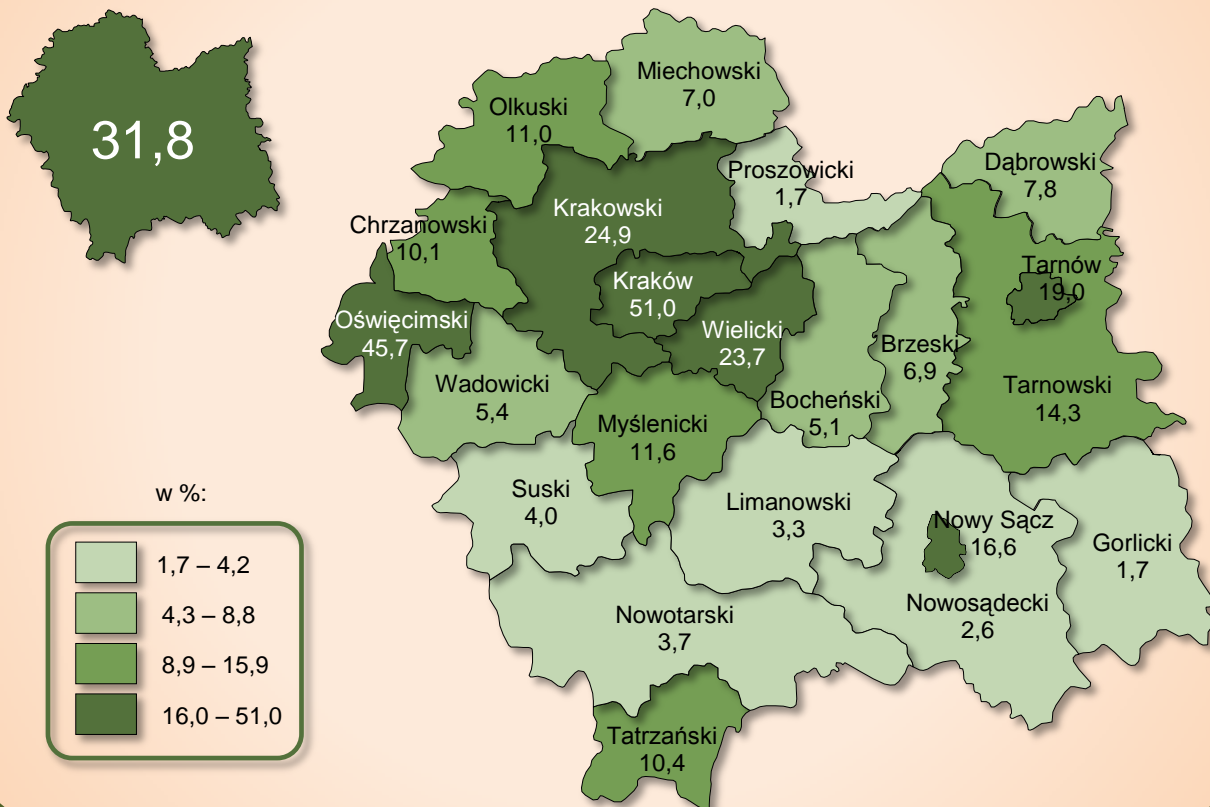 31,8
Miechowski
7,0
Olkuski
11,0
Proszowicki
1,7
Dąbrowski
7,8
Krakowski
24,9
Chrzanowski
10,1
Tarnów
19,0
Kraków
51,0
Oświęcimski
45,7
Wielicki
23,7
Brzeski
6,9
Wadowicki
5,4
Tarnowski
14,3
Bocheński
5,1
Myślenicki
11,6
Suski
4,0
Limanowski
3,3
Nowy Sącz
16,6
Gorlicki
1,7
Nowosądecki
2,6
Nowotarski
3,7
Tatrzański
10,4
w %:
1,7 – 4,2
4,3 – 8,8
8,9 – 15,9
16,0 – 51,0